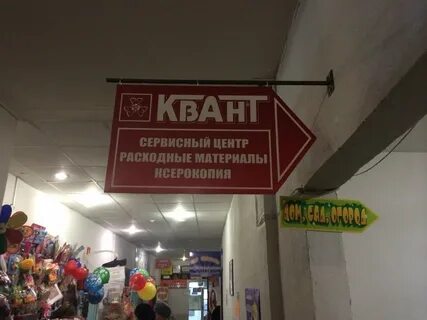 КВАНТ
СЕРВИСНЫЙ ЦЕНТР
РАСХОДНЫЕ МАТЕРИАЛЫ
КСЕРОКОПИЯ
ДОМ, САД, ОГОРОД